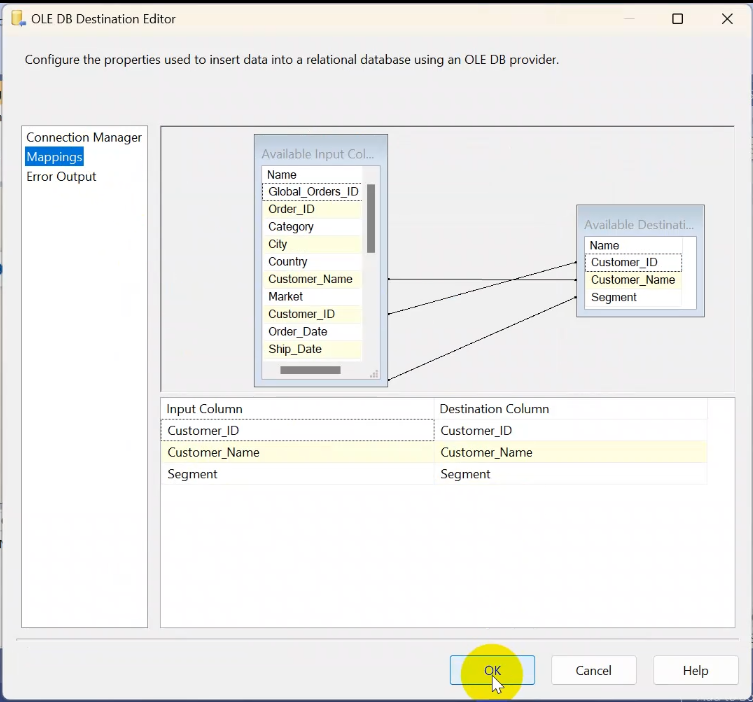 OLE DB Destination Editor
Configure the properties used to insert data into a relational database using an OLE DB provider.
Connection Manager
Mappings
Error Output
Available Input Col...
Name
Global_Orders_ID
Order_ID
Category
City
Country
Customer_Name
Market
Customer_ID
Order_Date
Ship_Date
Available Destinati...
Name
Customer_ID
Customer_Name
Segment
Input Column Destination Column
Customer_ID Customer_ID
Customer_Name Customer_Name
Segment Segment
OK Cancel Help